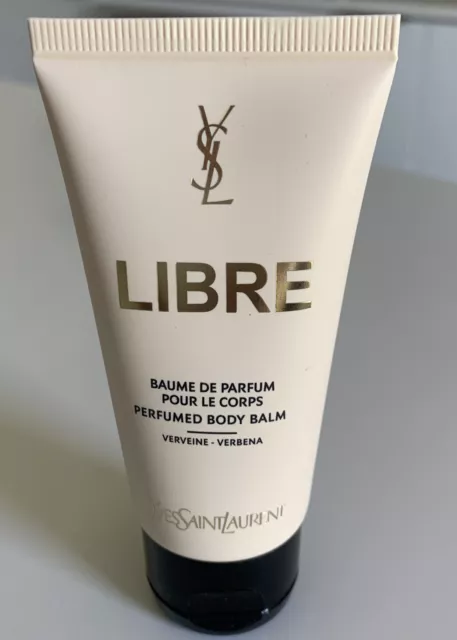 YSL
LIBRE
BAUME DE PARFUM
POUR LE CORPS
PERFUMED BODY BALM
VERVEINE - VERBENA
YVESSAINTLAURENT